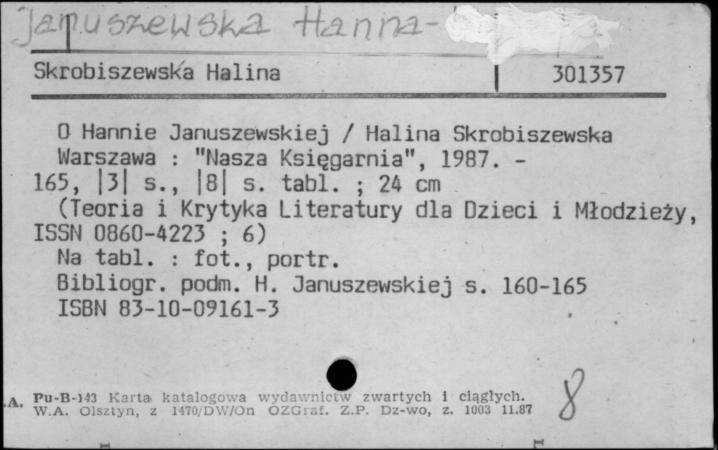 Januszewska Hanna-
Skrobiszewska Halina 301357
O Hannie Januszewskiej / Halina Skrobiszewska
Warszawa : "Nasza Księgarnia", 1987. -
165, |3| s., |8| s. tabl. ; 24 cm
(Teoria i Krytyka Literatury dla Dzieci i Młodzieży,
ISSN 0860-4223 ; 6)
Na tabl. : fot., portr.
Bibliogr. podm. H. Januszewskiej s. 160-165
ISBN 83-10-09161-3
.A. Pu-B-143 Karta katalogowa wydawnictw zwartych i ciągłych.
W.A. Olsztyn, z 1470/DW/On OZGraf. Z.P. Dz-wo, z. 1003 11.87
8